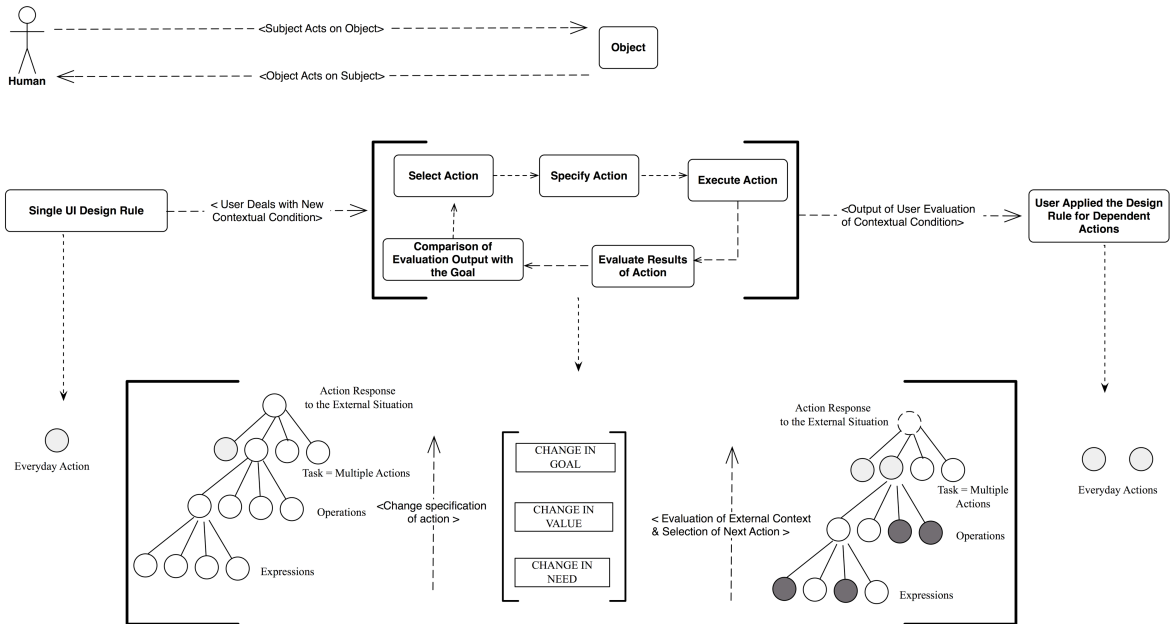 <Subject Acts on Object>
Object
<Object Acts on Subject>
Human
Select Action
Specify Action
Execute Action
Single UI Design Rule
< User Deals with New
Contextual Condition>
<Output of User Evaluation
of Contextual Condition>
User Applied the Design
Rule for Dependent
Actions
Comparison of
Evaluation Output with
the Goal
Evaluate Results
of Action
Action Response
to the External Situation
Task = Multiple Actions
Operations
Expressions
Everyday Action
<Change specification
of action >
CHANGE IN
GOAL
CHANGE IN
VALUE
CHANGE IN
NEED
< Evaluation of External Context
& Selection of Next Action >
Action Response
to the External Situation
Task = Multiple
Actions
Operations
Expressions
Everyday Actions